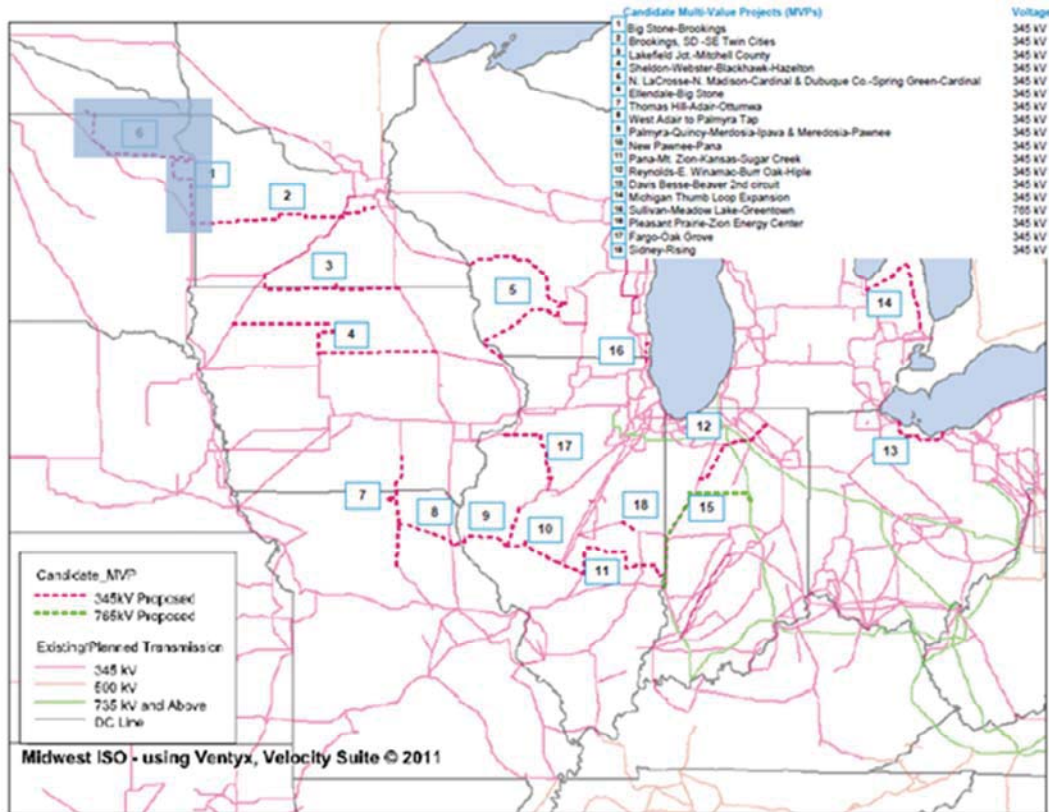 Candidate Multi-Value Projects (MVPs) Voltage
1 Big Stone-Brookings 345 kV
2 Brookings, SD -SE Twin Cities 345 kV
3 Lakefield Jct.-Mitchell County 345 kV
4 Sheldon-Webster-Blackhawk-Hazelton 345 kV
5 N. LaCrosse-N. Madison-Cardinal & Dubuque Co.-Spring Green-Cardinal 345 kV
6 Ellendale-Big Stone 345 kV
7 Thomas Hill-Adair-Ottumwa 345 kV
8 West Adair to Palmyra Tap 345 kV
9 Palmyra-Quincy-Merdosia-Ipava & Meredosia-Pawnee 345 kV
10 New Pawnee-Pana 345 kV
11 Pana-Mt. Zion-Kansas-Sugar Creek 345 kV
12 Reynolds-E. Winamac-Burr Oak-Hiple 345 kV
13 Davis Besse-Beaver 2nd circuit 345 kV
14 Michigan Thumb Loop Expansion 345 kV
15 Sullivan-Meadow Lake-Greentown 765 kV
16 Pleasant Prairie-Zion Energy Center 345 kV
17 Fargo-Oak Grove 345 kV
18 Sidney-Rising 345 kV
6
1
2
3
5
14
4
16
12
17
13
7
8
9
10
18
15
11
Candidate_MVP
345kV Proposed
765kV Proposed
Existing/Planned Transmission
345 kV
500 kV
735 kV and Above
DC Line
Midwest ISO - using Ventyx, Velocity Suite © 2011